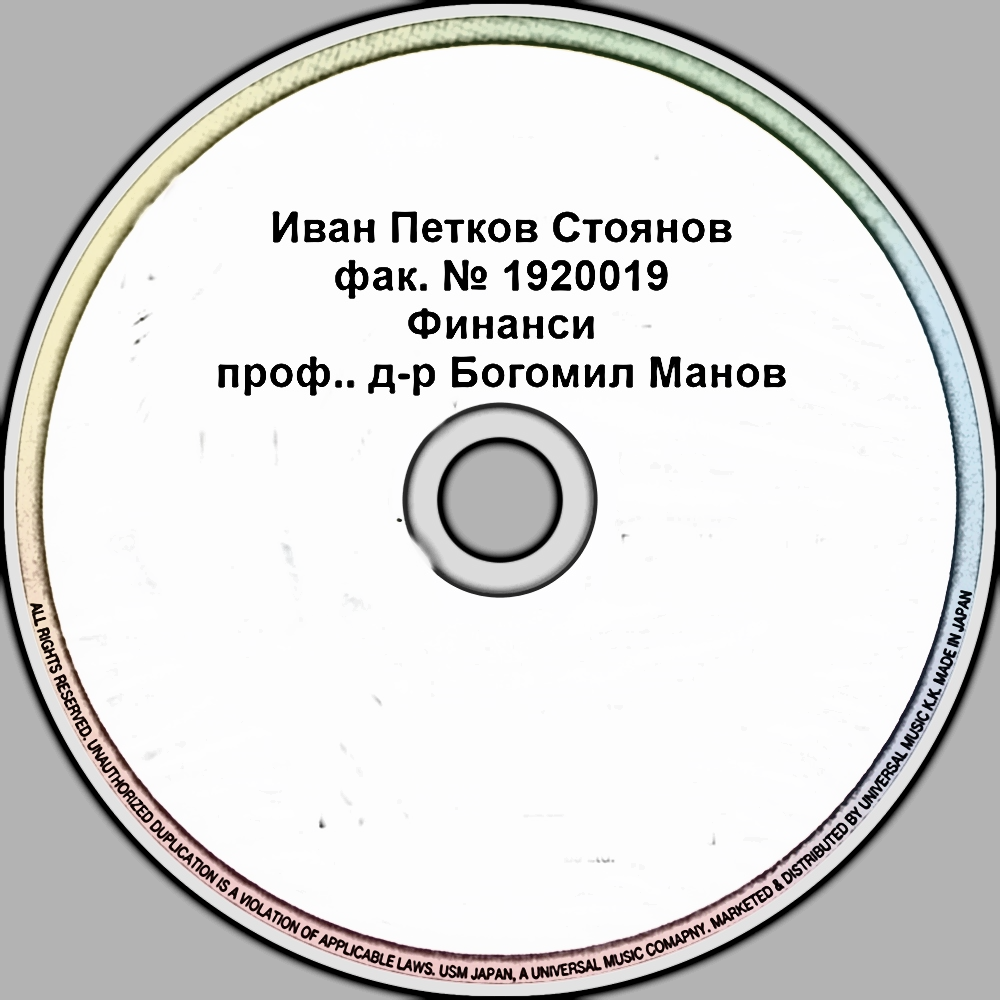 Иван Петков Стоянов
фак. № 1920019
Финанси
проф.. д-р Богомил Манов
ALL RIGHTS RESERVED. UNAUTHORIZED DUPLICATION IS A VIOLATION OF APPLICABLE LAWS. USM JAPAN, A UNIVERSAL MUSIC COMAPNY. MARKETED & DISTRIBUTED BY UNIVERSAL MUSIC K.K. MADE IN JAPAN